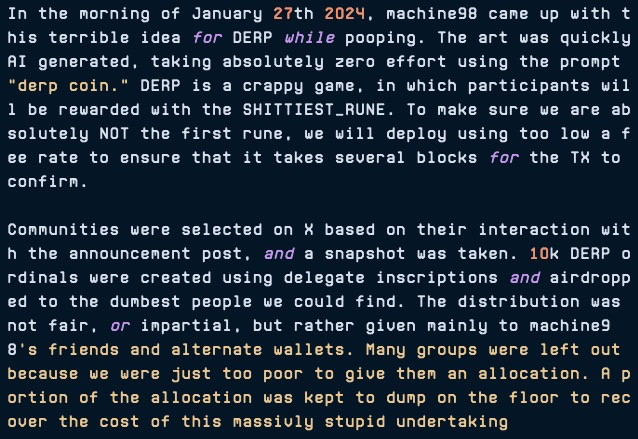 In the morning of January 27th 2024, machine98 came up with t
his terrible idea for DERP while pooping. The art was quickly
AI generated, taking absolutely zero effort using the prompt
"derp coin." DERP is a crappy game, in which participants wil
l be rewarded with the SHITTIEST_RUNE. To make sure we are ab
solutely NOT the first rune, we will deploy using too low a f
ee rate to ensure that it takes several blocks for the TX to
confirm.

Communities were selected on X based on their interaction wit
h the announcement post, and a snapshot was taken. 10k DERP o
rdinals were created using delegate inscriptions and airdropp
ed to the dumbest people we could find. The distribution was
not fair, or impartial, but rather given mainly to machine9
8's friends and alternate wallets. Many groups were left out
because we were just too poor to give them an allocation. A p
ortion of the allocation was kept to dump on the floor to rec
over the cost of this massivly stupid undertaking